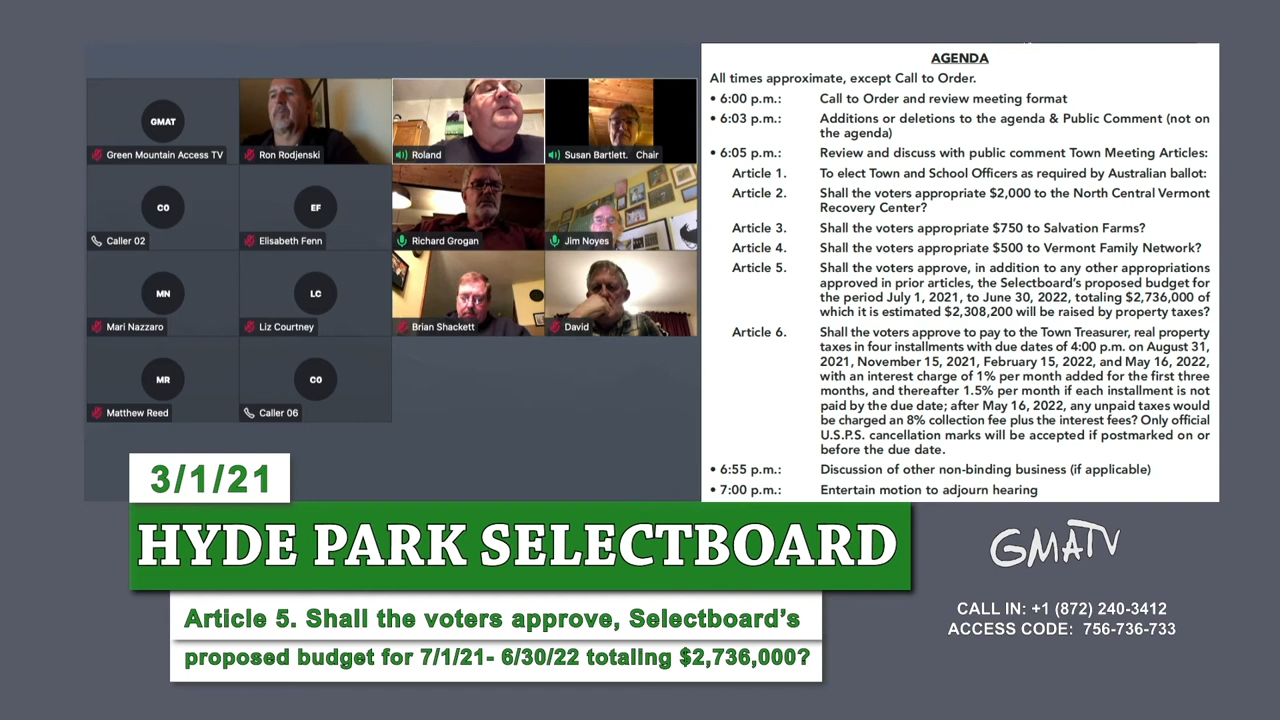 GMAT
Green Mountain Access TV
Ron Rodjenski
Roland
Susan Bartlett. Chair
CO
Caller 02
EF
Elisabeth Fenn
Richard Grogan
Jim Noyes
MN
Mari Nazzaro
LC
Liz Courtney
Brian Shackett
David
MR
Matthew Reed
CO
Caller 06
AGENDA
All times approximate, except Call to Order.
• 6:00 p.m.: Call to Order and review meeting format
• 6:03 p.m.: Additions or deletions to the agenda & Public Comment (not on
the agenda)
• 6:05 p.m.: Review and discuss with public comment Town Meeting Articles:
Article 1. To elect Town and School Officers as required by Australian ballot:
Article 2. Shall the voters appropriate $2,000 to the North Central Vermont
Recovery Center?
Article 3. Shall the voters appropriate $750 to Salvation Farms?
Article 4. Shall the voters appropriate $500 to Vermont Family Network?
Article 5. Shall the voters approve, in addition to any other appropriations
approved in prior articles, the Selectboard's proposed budget for
the period July 1, 2021, to June 30, 2022, totaling $2,736,000 of
which it is estimated $2,308,200 will be raised by property taxes?
Article 6. Shall the voters approve to pay to the Town Treasurer, real property
taxes in four installments with due dates of 4:00 p.m. on August 31,
2021, November 15, 2021, February 15, 2022, and May 16, 2022,
with an interest charge of 1% per month added for the first three
months, and thereafter 1.5% per month if each installment is not
paid by the due date; after May 16, 2022, any unpaid taxes would
be charged an 8% collection fee plus the interest fees? Only official
U.S.P.S. cancellation marks will be accepted if postmarked on or
before the due date.
• 6:55 p.m.: Discussion of other non-binding business (if applicable)
• 7:00 p.m.: Entertain motion to adjourn hearing
3/1/21
HYDE PARK SELECTBOARD
Article 5. Shall the voters approve, Selectboard's
proposed budget for 7/1/21- 6/30/22 totaling $2,736,000?
GMATV
CALL IN: +1 (872) 240-3412
ACCESS CODE: 756-736-733